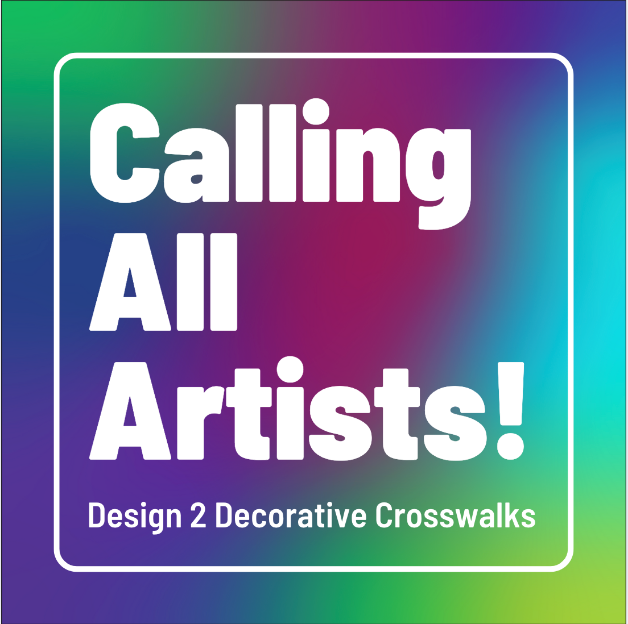 Calling
All
Artists!
Design 2 Decorative Crosswalks